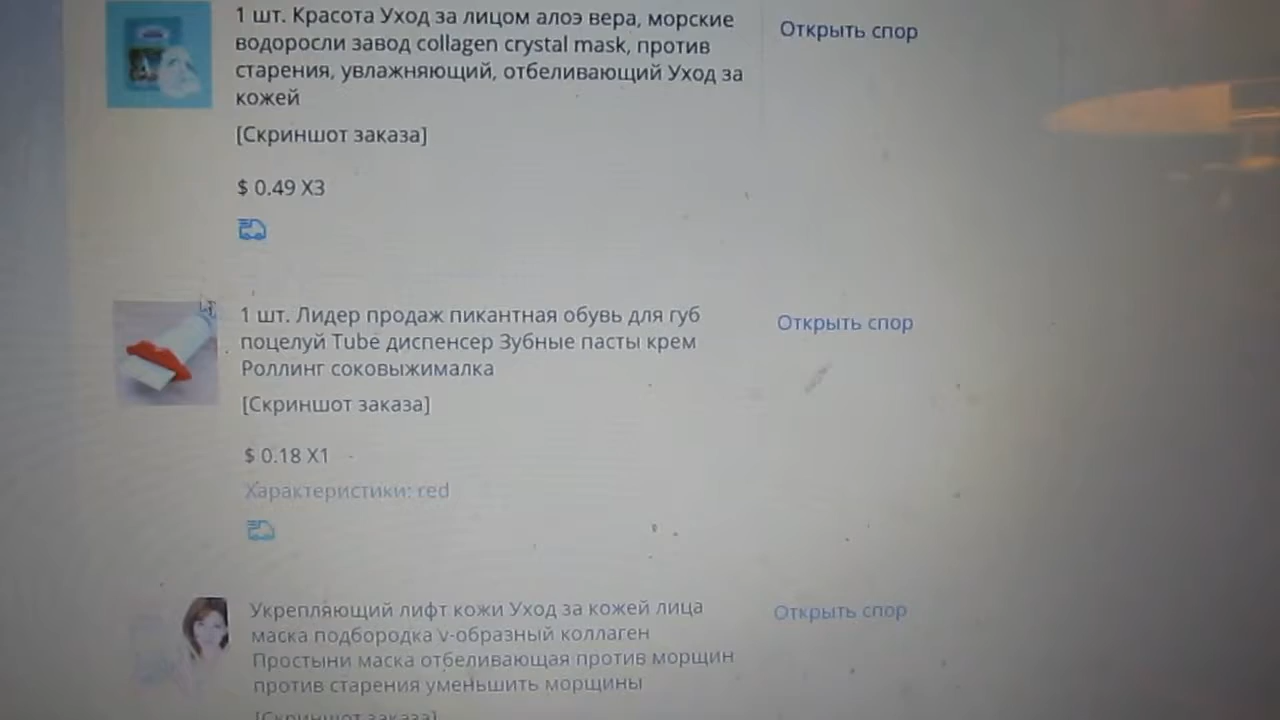 1 шт. Красота Уход за лицом алоэ вера, морские
водоросли завод collagen crystal mask, против
старения, увлажняющий, отбеливающий Уход за
кожей
Открыть спор
[Скриншот заказа]
$ 0.49 X3
1 шт. Лидер продаж пикантная обувь для губ
поцелуй Tube диспенсер Зубные пасты крем
Роллинг соковыжималка
Открыть спор
[Скриншот заказа]
$ 0.18 X1
Характеристики: red
Укрепляющий лифт кожи Уход за кожей лица
маска подбородка v-образный коллаген
Простыни маска отбеливающая против морщин
против старения уменьшить морщины
Открыть спор
[Скриншот заказа]